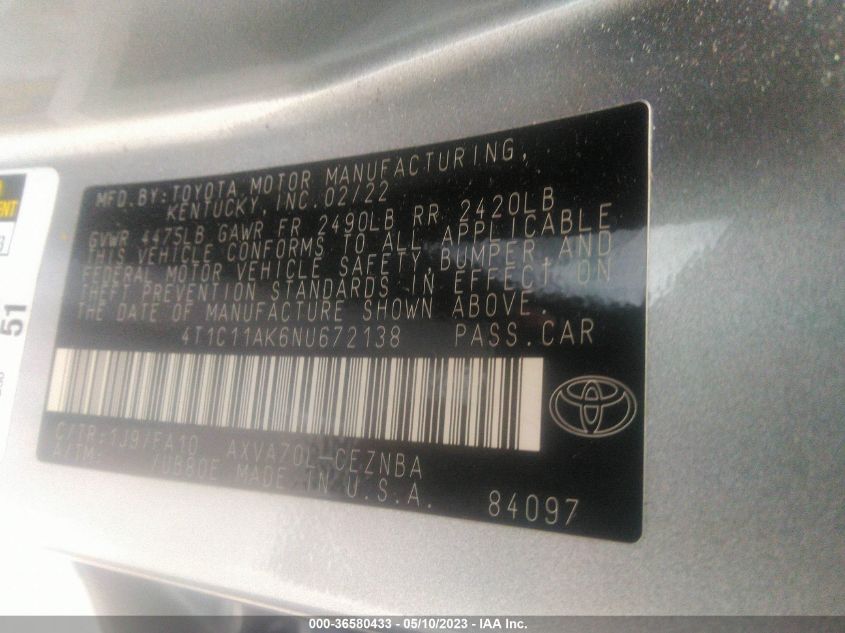 MFD.BY:TOYOTA MOTOR MANUFACTURING,
KENTUCKY, INC.02/22
GVWR 4475LB GAWR FR 2490LB RR 2420LB
THIS VEHICLE CONFORMS TO ALL APPLICABLE
FEDERAL MOTOR VEHICLE SAFETY,BUMPER,AND
THEFT PREVENTION STANDARDS IN EFFECT ON
THE DATE OF MANUFACTURE SHOWN ABOVE.
4T1C11AK6NU672138 PASS.CAR
C/TR:1J9/FA10 AXVA70L-CEZNBA
A/TM: /UB80E MADE IN U.S.A.
84097
51
000-36580433 - 05/10/2023 - IAA Inc.